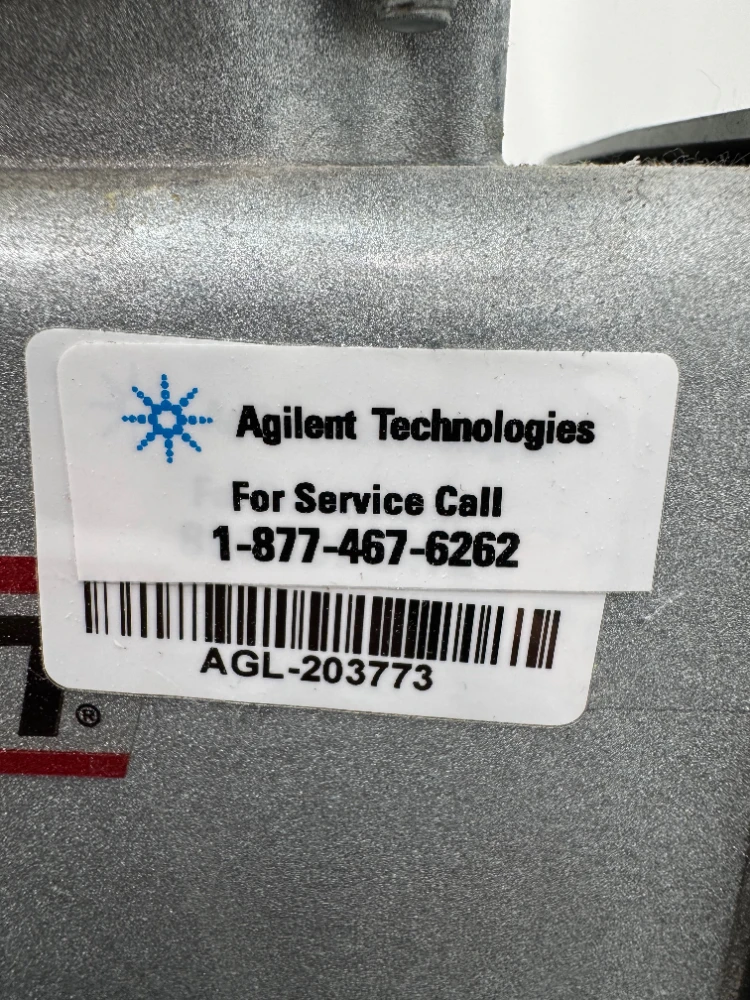 Agilent Technologies
For Service Call
1-877-467-6262
AGL-203773
®